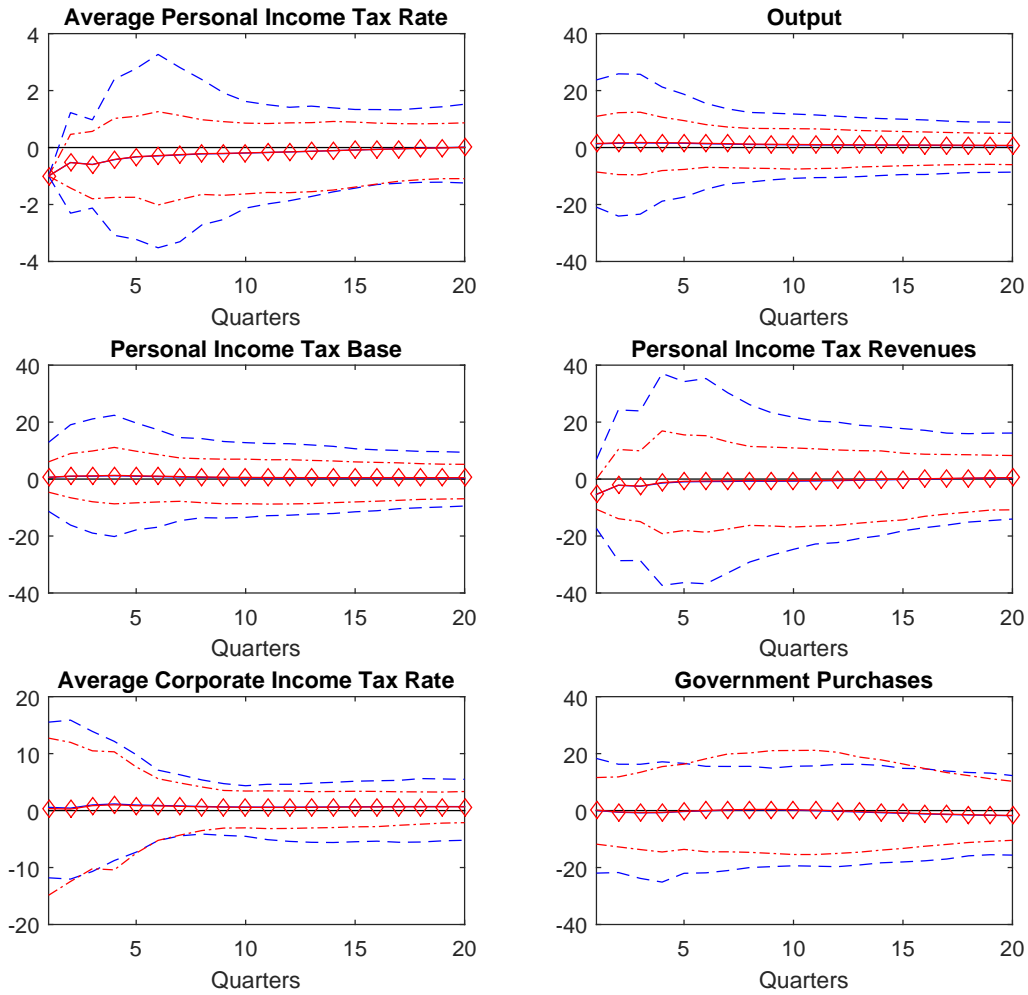 Average Personal Income Tax Rate
4
2
0
-2
-4
5 10 15 20
Quarters
Output
40
20
0
-20
-40
5 10 15 20
Quarters
Personal Income Tax Base
40
20
0
-20
-40
5 10 15 20
Quarters
Personal Income Tax Revenues
40
20
0
-20
-40
5 10 15 20
Quarters
Average Corporate Income Tax Rate
20
10
0
-10
-20
5 10 15 20
Quarters
Government Purchases
40
20
0
-20
-40
5 10 15 20
Quarters